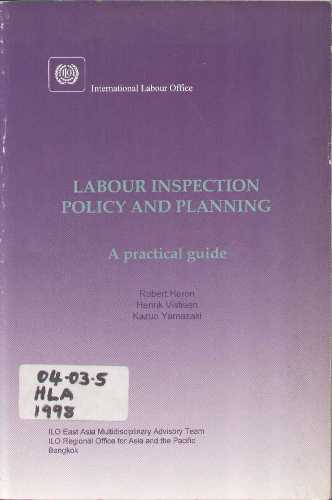 ILO
International Labour Office
LABOUR INSPECTION
POLICY AND PLANNING
A practical guide
Robert Heron
Henrik Vistisen
Kazuo Yamazaki
04-03-5
HLA
1998
ILO East Asia Multidisciplinary Advisory Team
ILO Regional Office for Asia and the Pacific
Bangkok